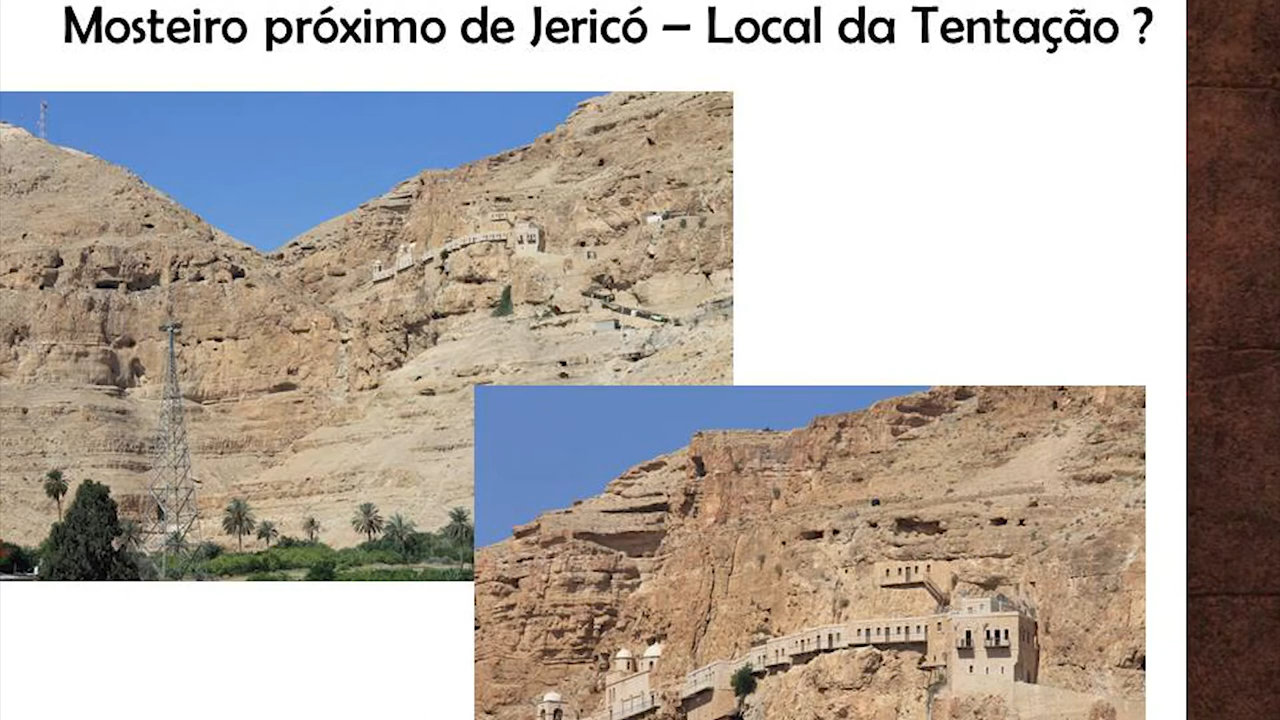 Mosteiro próximo de Jericó – Local da Tentação ?